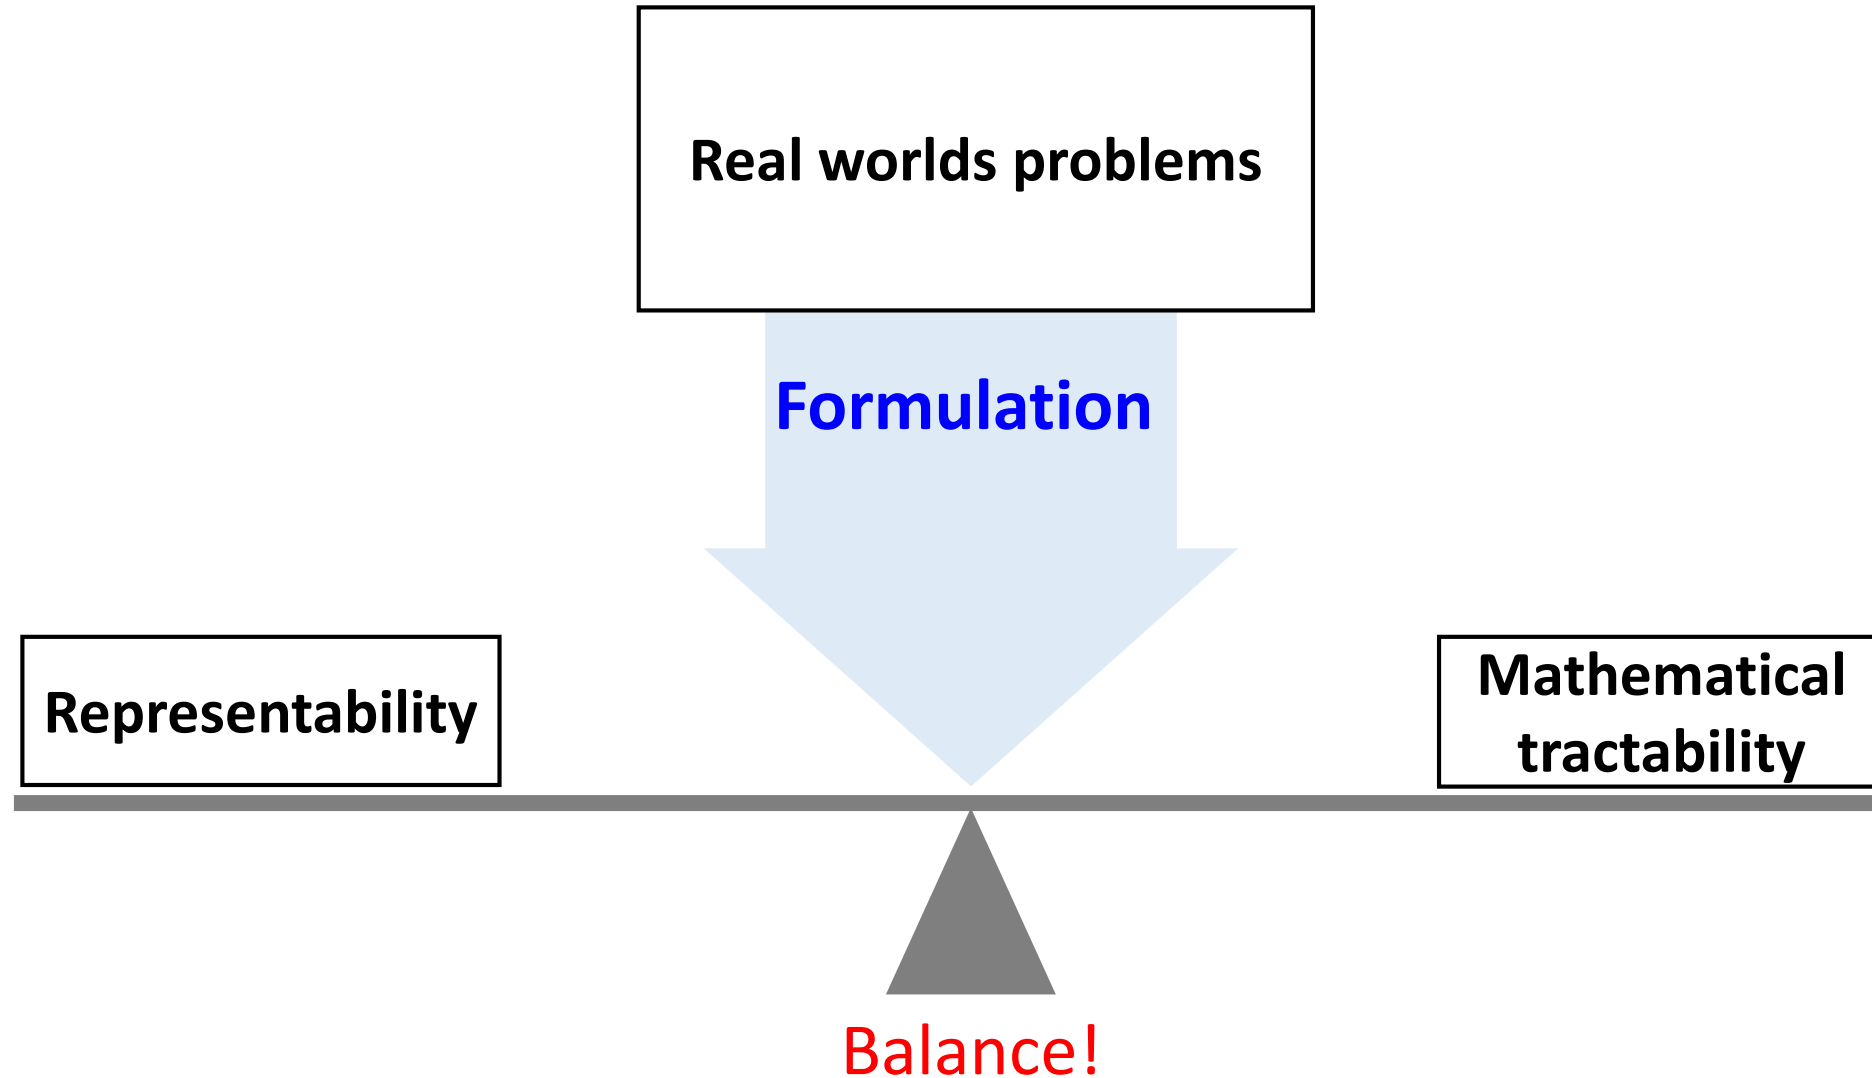 Real worlds problems
Formulation
Representability
Mathematical
tractability
Balance!